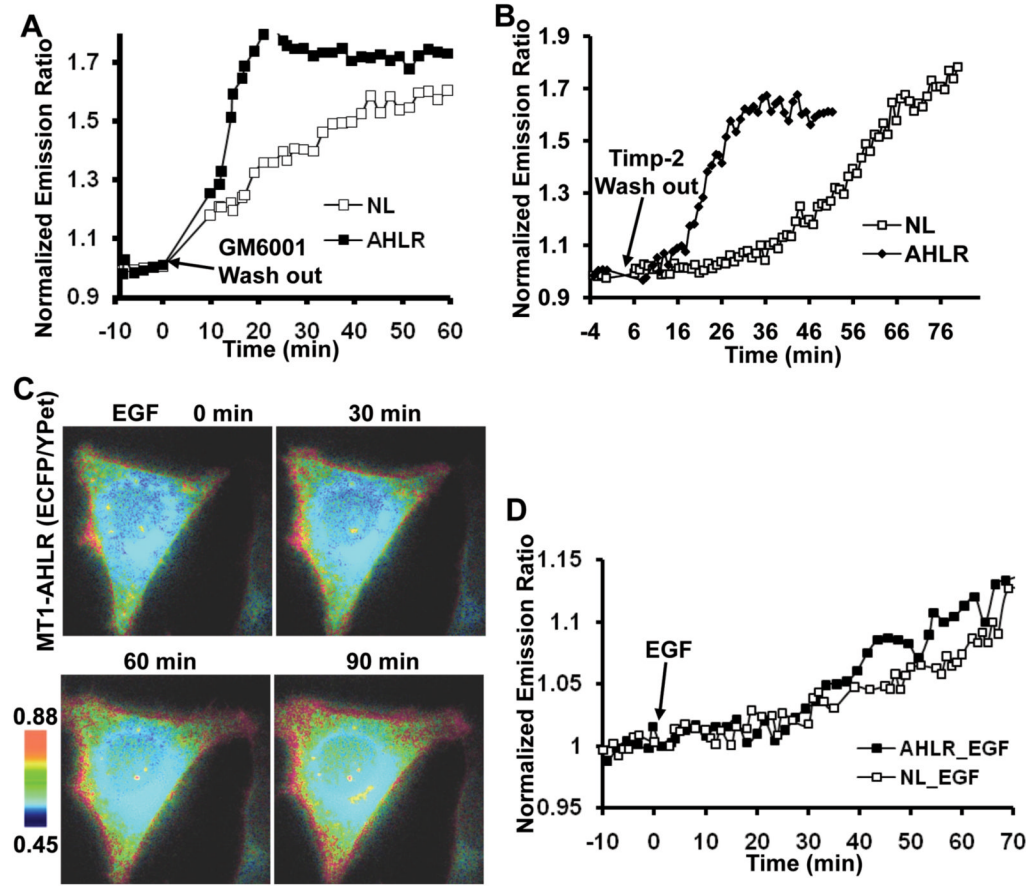 A
Normalized Emission Ratio
1.7
1.5
1.3
1.1
0.9
NL
AHLR
GM6001
Wash out
-10 0 10 20 30 40 50 60
Time (min)
B
Normalized Emission Ratio
1.9
1.7
1.5
1.3
1.1
0.9
Timp-2
Wash out
NL
AHLR
-4 6 16 26 36 46 56 66 76
Time (min)
C
MT1-AHLR (ECFP/YPet)
EGF 0 min 30 min
60 min 90 min
0.88
0.45
D
Normalized Emission Ratio
1.15
1.1
1.05
1
0.95
EGF
AHLR_EGF
NL_EGF
-10 0 10 20 30 40 50 60 70
Time (min)